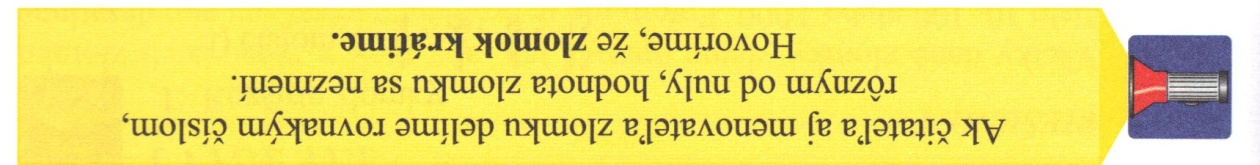 Ak čitateľa aj menovateľa zlomku delíme rovnakým číslom,
rôznym od nuly, hodnota zlomku sa nezmení.
Hovoríme, že zlomok krátime.